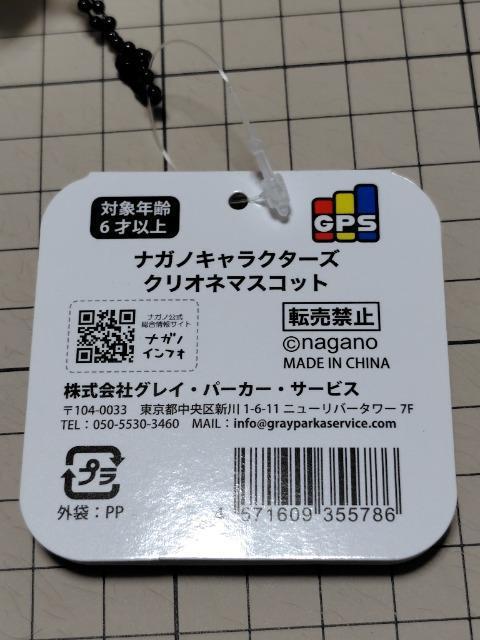 対象年齢
6才以上
GPS
ナガノキャラクターズ
クリオネマスコット
ナガノ公式
総合情報サイト
ナガノ
インフオ
転売禁止
©nagano
MADE IN CHINA
株式会社グレイ・パーカー・サービス
〒104-0033 東京都中央区新川 1-6-11 ニューリバータワー 7F
TEL：050-5530-3460 MAIL：info@grayparkaservice.com
プラ
外袋：PP
4 571609 355786